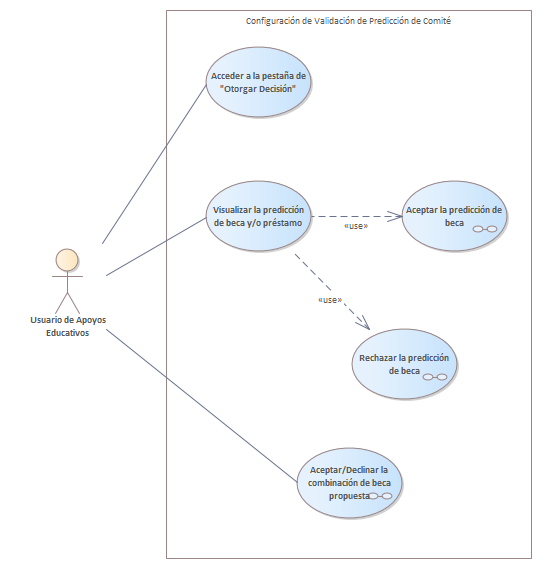 Configuración de Validación de Predicción de Comité
Acceder a la pestaña de
"Otorgar Decisión"
Visualizar la predicción
de beca y/o préstamo
«use»
Aceptar la predicción de
beca
«use»
Usuario de Apoyos
Educativos
Rechazar la predicción
de beca
Aceptar/Declinar la
combinación de beca
propuesta